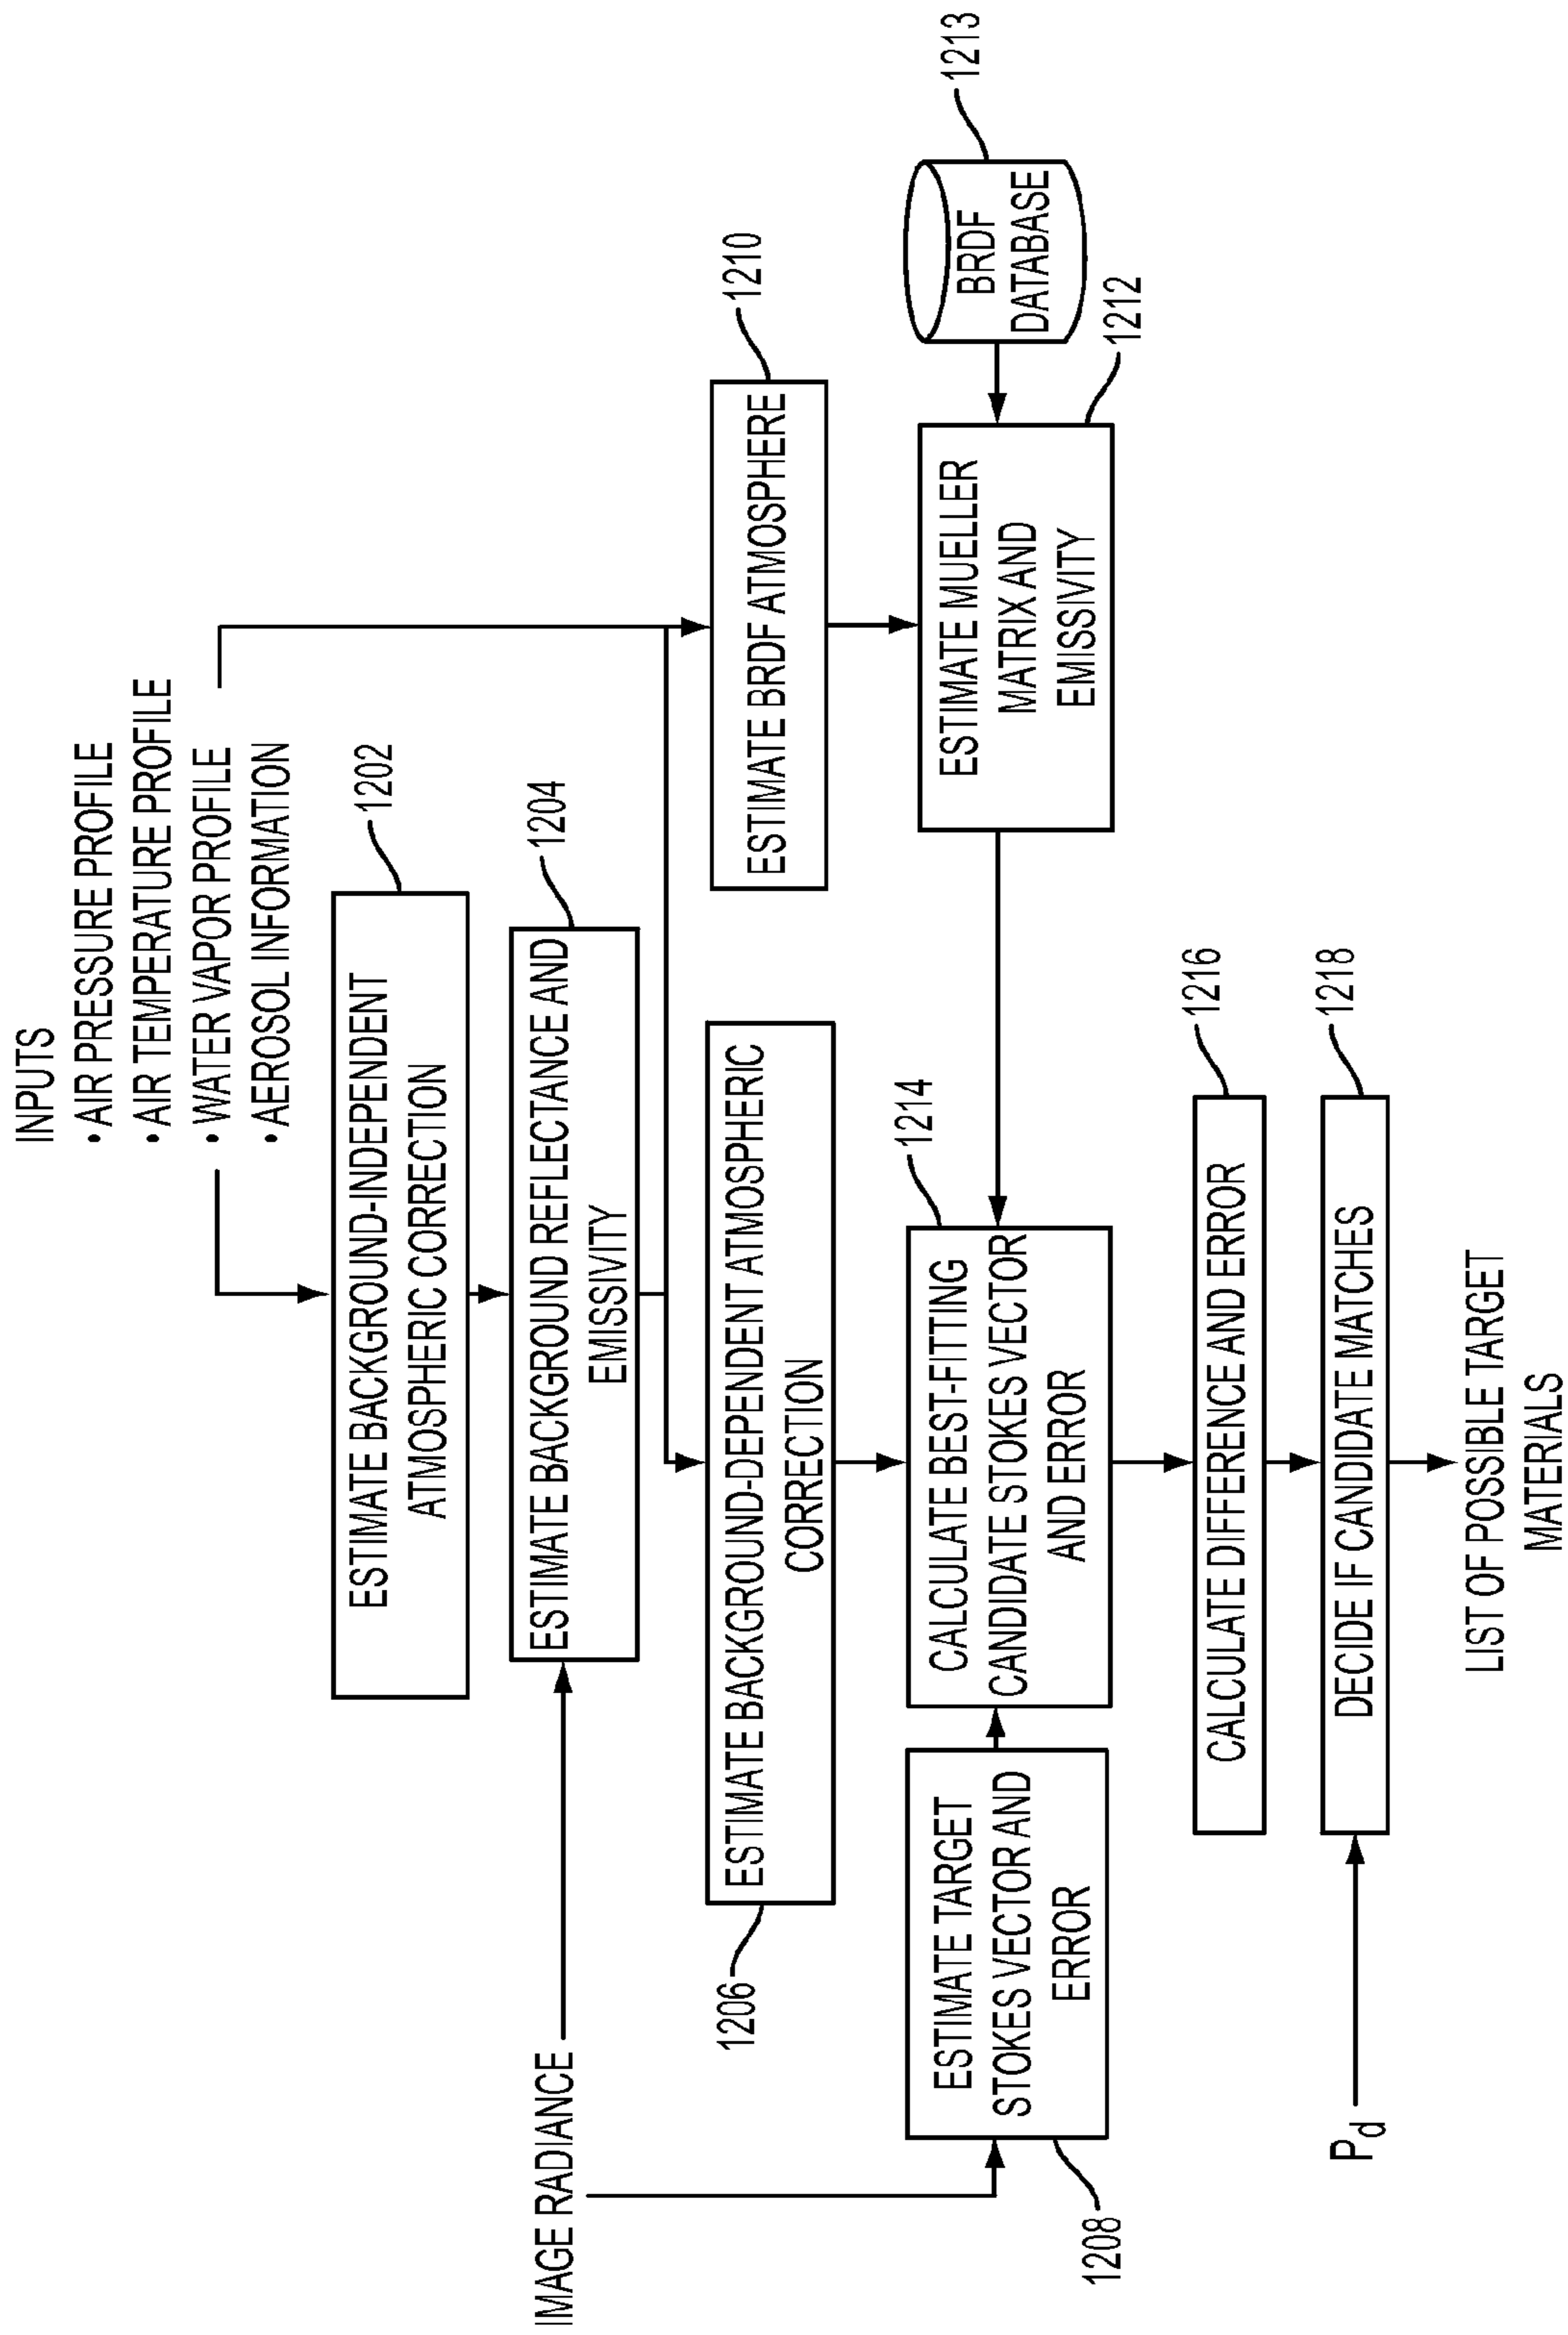 INPUTS
• AIR PRESSURE PROFILE
• AIR TEMPERATURE PROFILE
• WATER VAPOR PROFILE
• AEROSOL INFORMATION
1202
ESTIMATE BACKGROUND-INDEPENDENT
ATMOSPHERIC CORRECTION
IMAGE RADIANCE
1204
ESTIMATE BACKGROUND REFLECTANCE AND
EMISSIVITY
1206
ESTIMATE BACKGROUND-DEPENDENT ATMOSPHERIC
CORRECTION
1210
ESTIMATE BRDF ATMOSPHERE
1208
ESTIMATE TARGET
STOKES VECTOR AND
ERROR
1214
CALCULATE BEST-FITTING
CANDIDATE STOKES VECTOR
AND ERROR
1212
ESTIMATE MUELLER
MATRIX AND
EMISSIVITY
1213
BRDF
DATABASE
1216
CALCULATE DIFFERENCE AND ERROR
Pd
1218
DECIDE IF CANDIDATE MATCHES
LIST OF POSSIBLE TARGET
MATERIALS